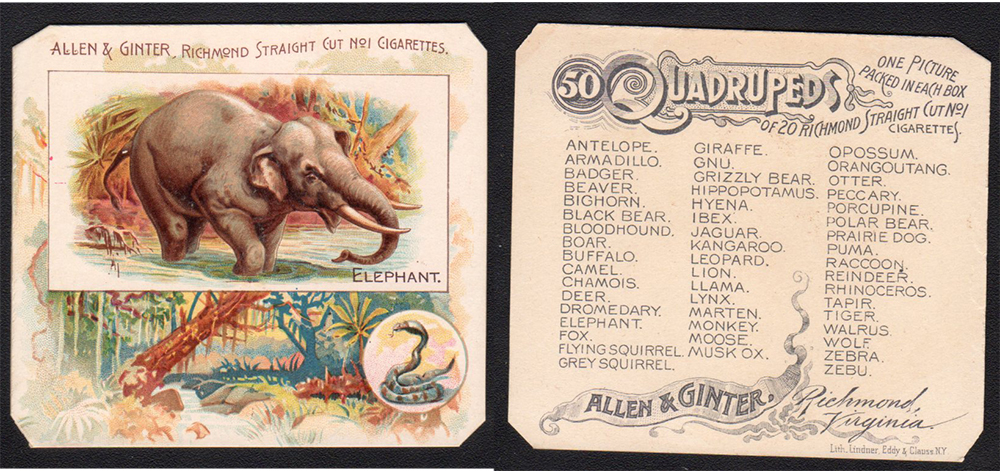 ALLEN & GINTER, RICHMOND STRAIGHT CUT No1 CIGARETTES.
ELEPHANT.
50 QUADRUPEDS
ONE PICTURE
PACKED IN EACH BOX
OF 20 RICHMOND STRAIGHT CUT No1
CIGARETTES.
ANTELOPE.
ARMADILLO.
BADGER.
BEAVER.
BIGHORN.
BLACK BEAR.
BLOODHOUND.
BOAR.
BUFFALO.
CAMEL.
CHAMOIS.
DEER.
DROMEDARY.
ELEPHANT.
FOX.
FLYING SQUIRREL.
GREY SQUIRREL.
GIRAFFE.
GNU.
GRIZZLY BEAR.
HIPPOPOTAMUS.
HYENA.
IBEX.
JAGUAR.
KANGAROO.
LEOPARD.
LION.
LLAMA.
LYNX.
MARTEN.
MONKEY.
MOOSE.
MUSK OX.
OPOSSUM.
ORANGOUTANG.
OTTER.
PECCARY.
PORCUPINE.
POLAR BEAR.
PRAIRIE DOG.
PUMA.
RACCOON.
REINDEER.
RHINOCEROS.
TAPIR.
TIGER.
WALRUS.
WOLF.
ZEBRA.
ZEBU.
ALLEN & GINTER.
Richmond,
Virginia.
Lith. Lindner, Eddy & Clauss. N.Y.